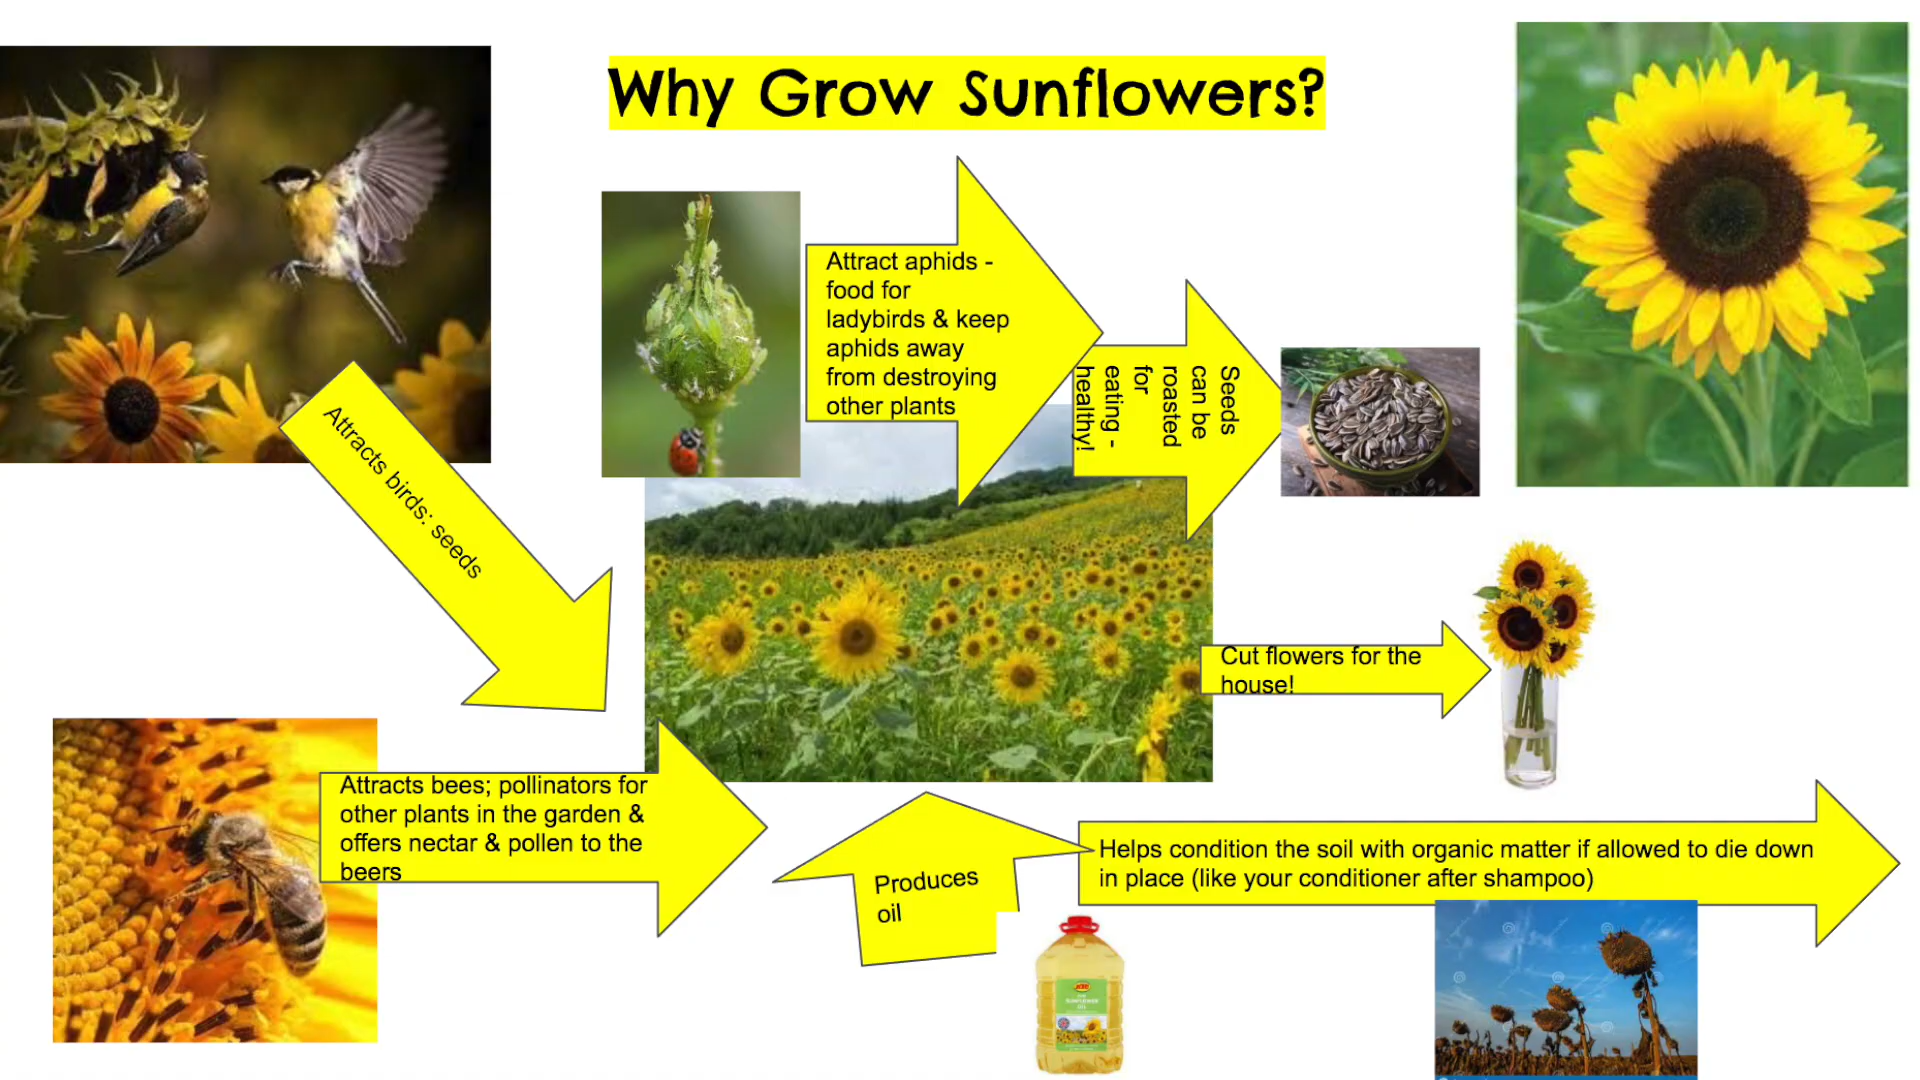 Why Grow Sunflowers?
Attract aphids -
food for
ladybirds & keep
aphids away
from destroying
other plants
Seeds
can be
roasted
for
eating -
healthy!
Attracts birds: seeds
Cut flowers for the
house!
Attracts bees; pollinators for
other plants in the garden &
offers nectar & pollen to the
beers
Produces
oil
Helps condition the soil with organic matter if allowed to die down
in place (like your conditioner after shampoo)
SUNFLOWER
OIL